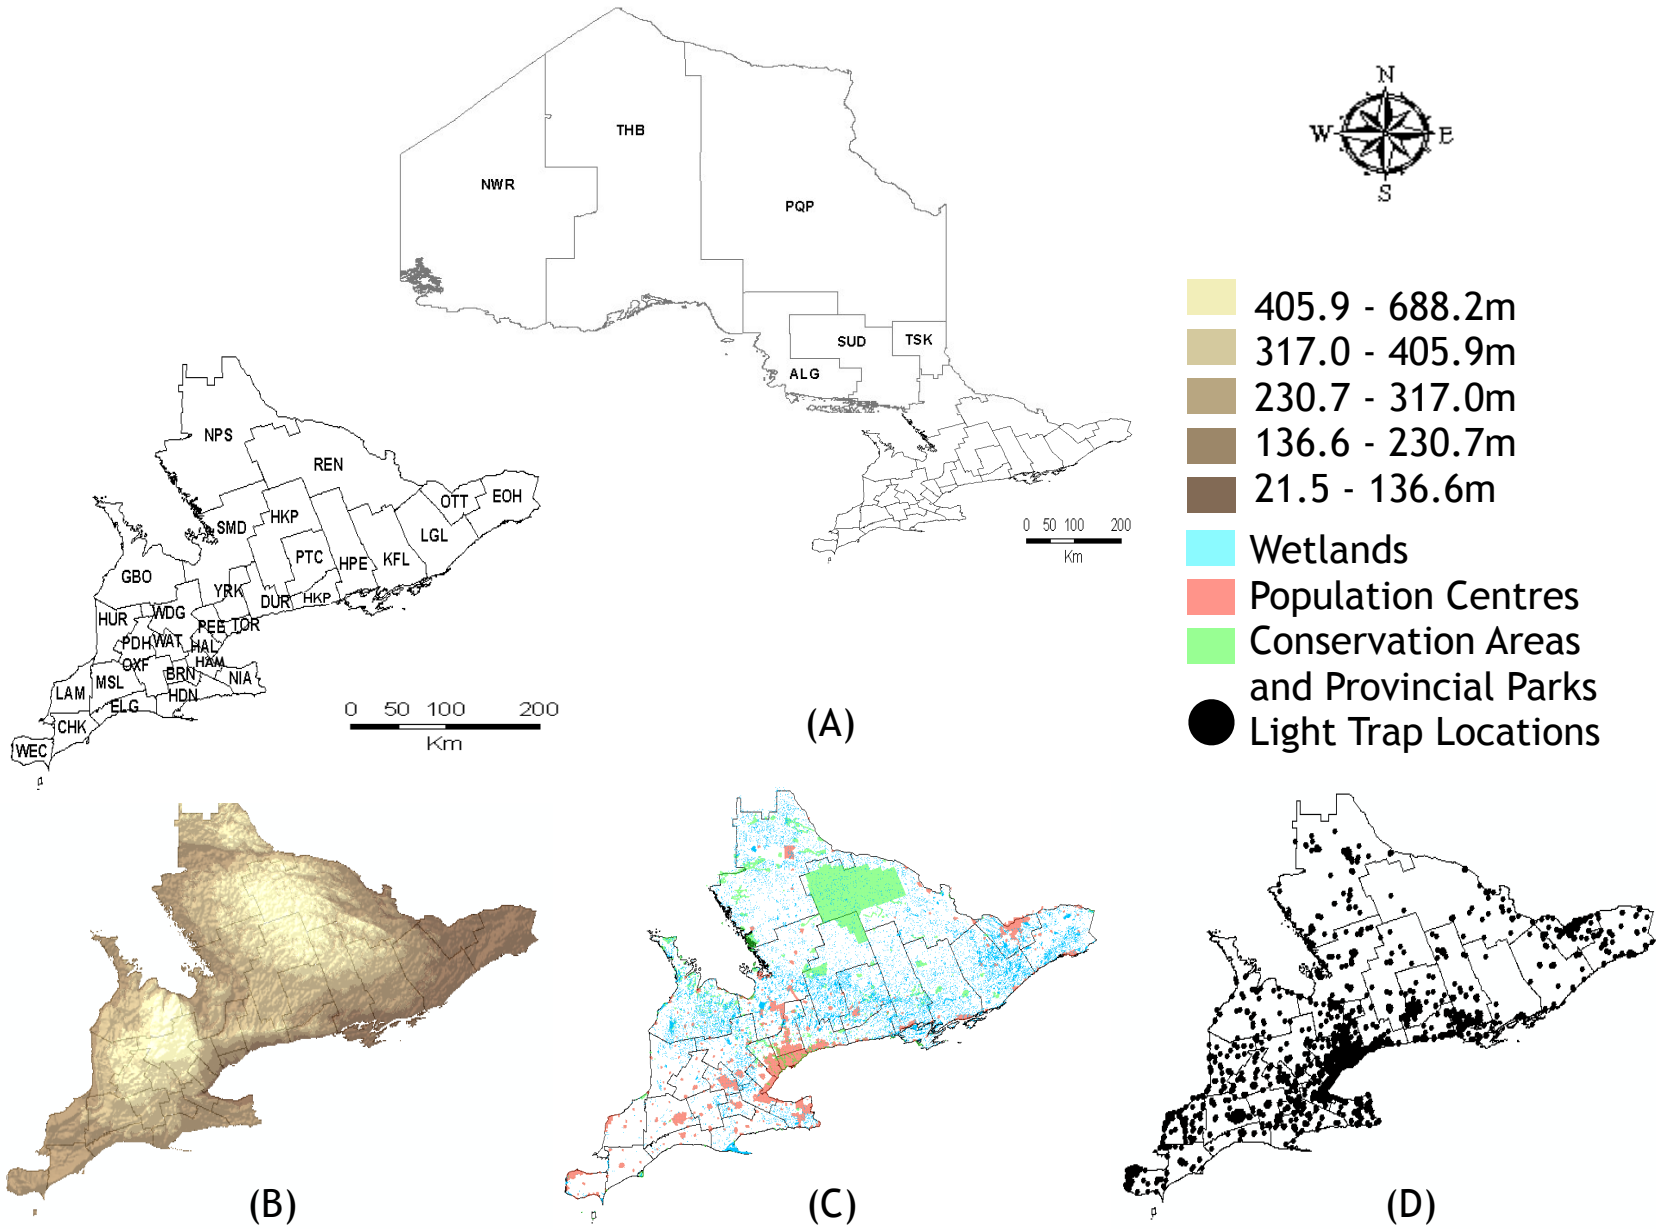 N
W E
S
THB
NWR
PQP
SUD
TSK
ALG
0 50 100 200
Km
405.9 - 688.2m
317.0 - 405.9m
230.7 - 317.0m
136.6 - 230.7m
21.5 - 136.6m
Wetlands
Population Centres
Conservation Areas
and Provincial Parks
Light Trap Locations
NPS
REN
OTT EOH
SMD HKP
LGL
PTC HPE KFL
GBO
YRK DUR HKP
HUR WDG
PEE TOR
PDH WAT HAL
OXF HAM
MSL BRN NIA
LAM HDN
ELG
CHK
WEC
0 50 100 200
Km
(A)
(B)
(C)
(D)